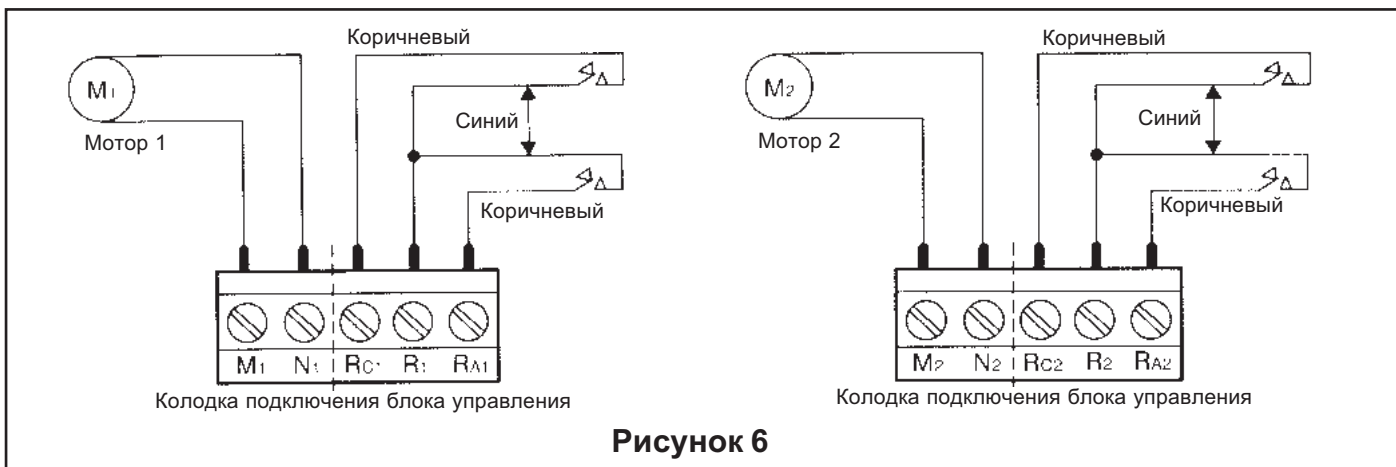 Коричневый
M1
Мотор 1
Синий
Коричневый
M1 N1 RC1 R1 RA1
Колодка подключения блока управления
Коричневый
M2
Мотор 2
Синий
Коричневый
M2 N2 RC2 R2 RA2
Колодка подключения блока управления
Рисунок 6